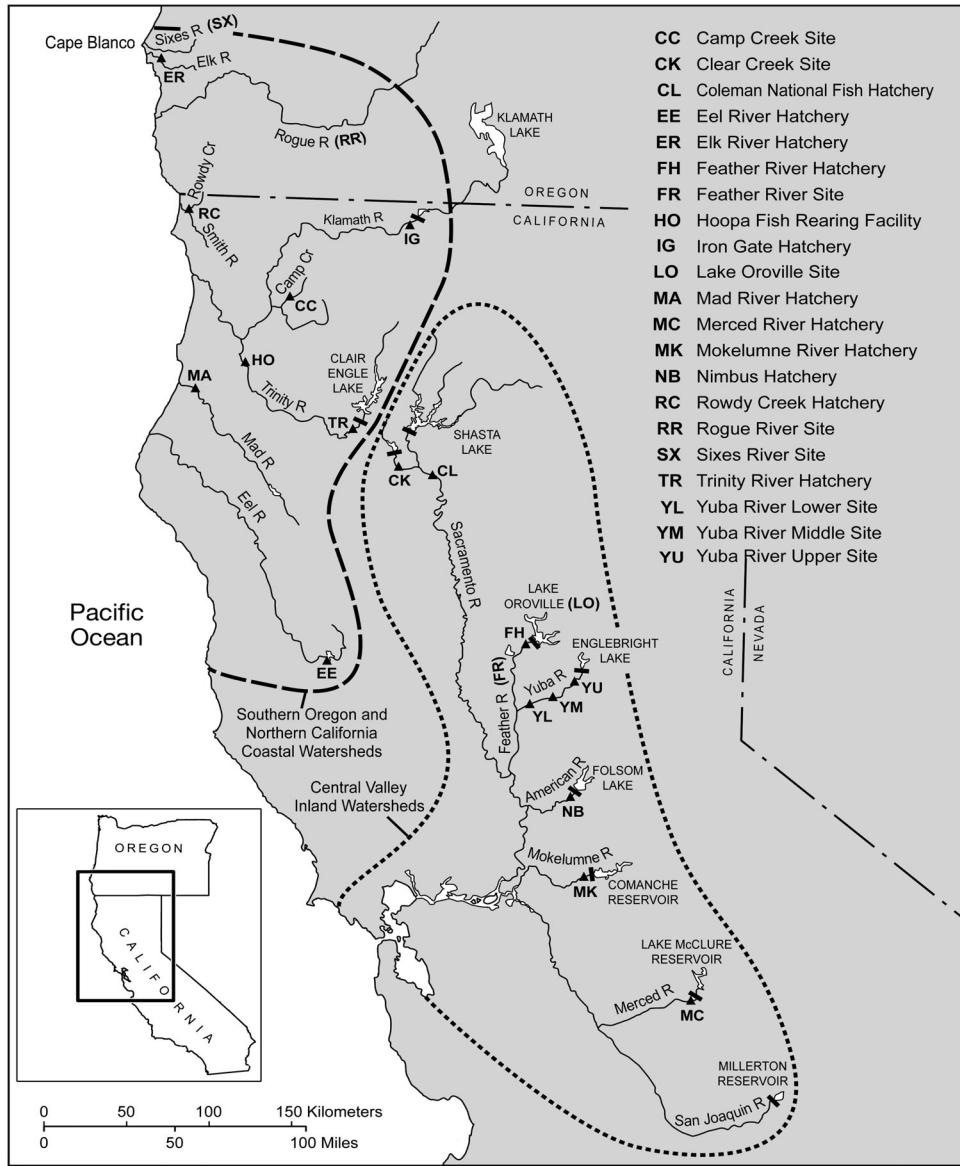 Sixes R (SX)
Cape Blanco
Elk R
ER
Rogue R (RR)
KLAMATH
LAKE
Rowdy Cr
OREGON
CALIFORNIA
RC
Smith R
Klamath R
IG
Camp Cr
CC
HO
CLAIR
ENGLE
LAKE
MA
Trinity R
TR
SHASTA
LAKE
CK
CL
Mad R
Eel R
Sacramento R
Pacific
Ocean
LAKE
OROVILLE (LO)
FH
ENGLEBRIGHT
LAKE
EE
Feather R (FR)
Yuba R
YU
YM
YL
Southern Oregon and
Northern California
Coastal Watersheds
Central Valley
Inland Watersheds
American R
FOLSOM
LAKE
NB
Mokelumne R
MK
COMANCHE
RESERVOIR
LAKE McCLURE
RESERVOIR
Merced R
MC
MILLERTON
RESERVOIR
San Joaquin R
CALIFORNIA
NEVADA
CC Camp Creek Site
CK Clear Creek Site
CL Coleman National Fish Hatchery
EE Eel River Hatchery
ER Elk River Hatchery
FH Feather River Hatchery
FR Feather River Site
HO Hoopa Fish Rearing Facility
IG Iron Gate Hatchery
LO Lake Oroville Site
MA Mad River Hatchery
MC Merced River Hatchery
MK Mokelumne River Hatchery
NB Nimbus Hatchery
RC Rowdy Creek Hatchery
RR Rogue River Site
SX Sixes River Site
TR Trinity River Hatchery
YL Yuba River Lower Site
YM Yuba River Middle Site
YU Yuba River Upper Site
OREGON
CALIFORNIA
0 50 100 150 Kilometers
0 50 100 Miles